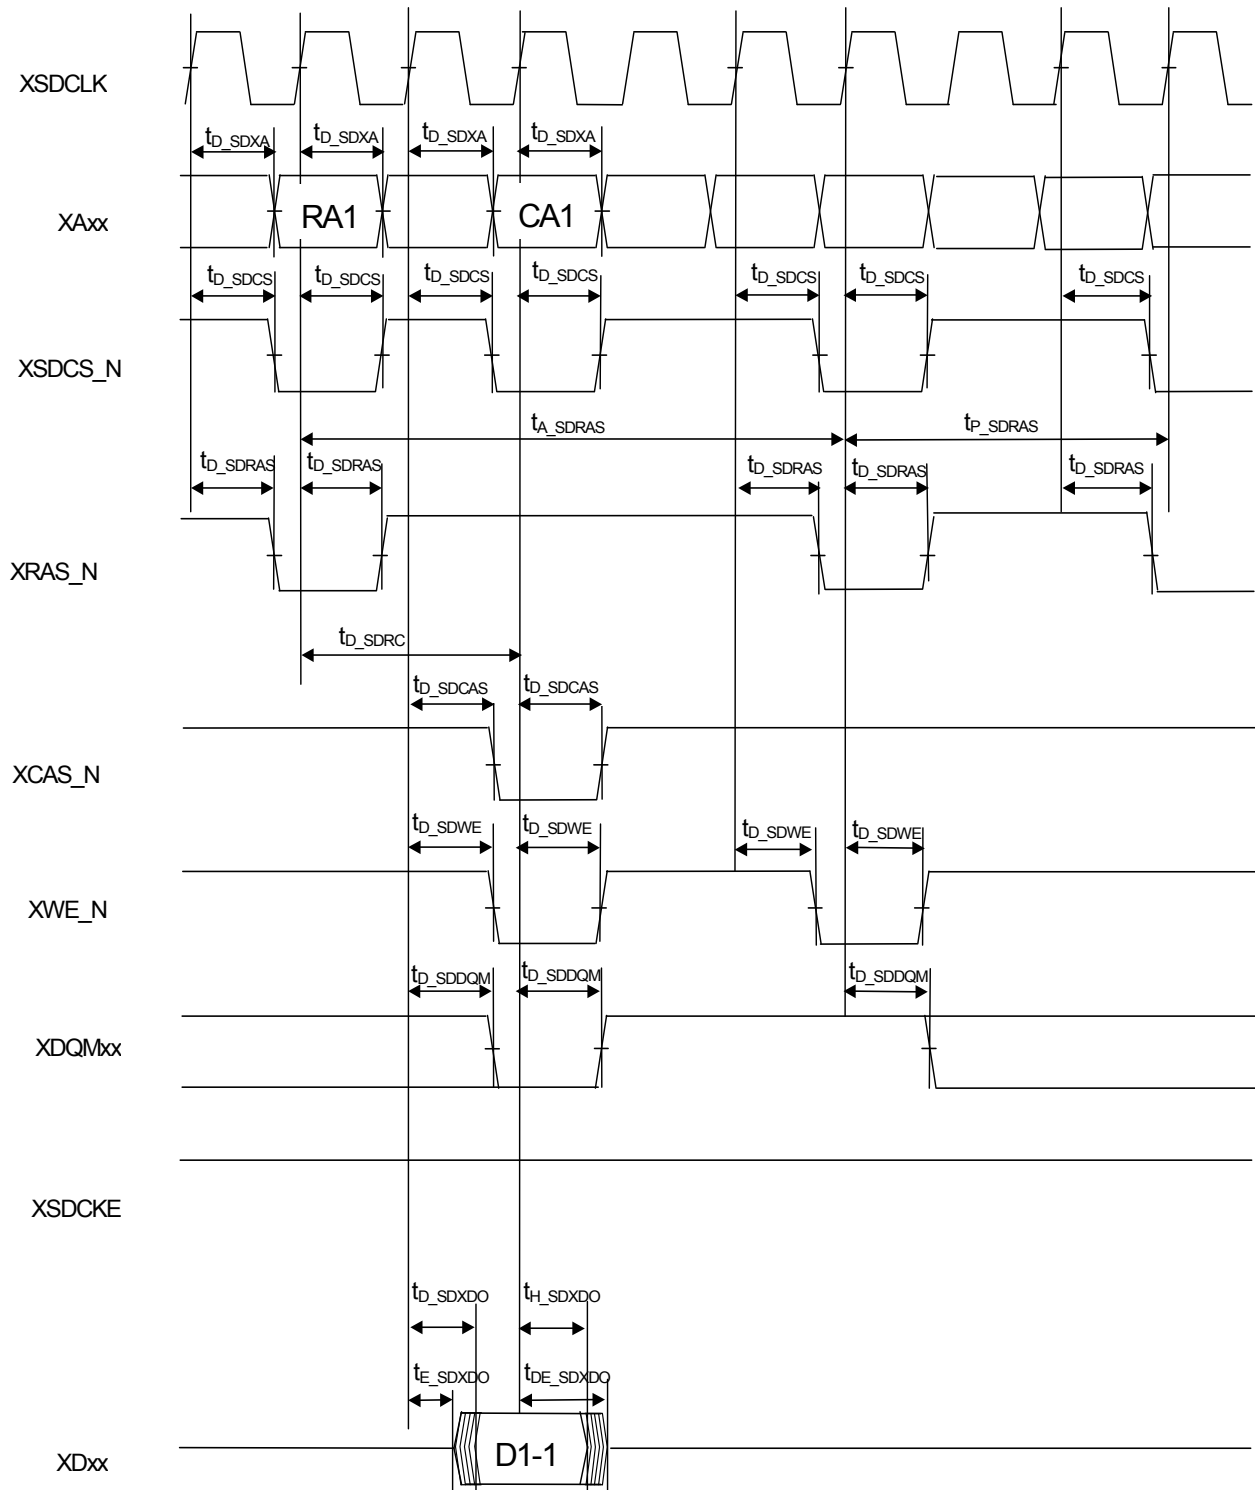 XSDCLK
tD_SDXA tD_SDXA tD_SDXA tD_SDXA
XAxx RA1 CA1
tD_SDCS tD_SDCS tD_SDCS tD_SDCS tD_SDCS tD_SDCS tD_SDCS
XSDCS_N
tA_SDRAS tP_SDRAS
tD_SDRAS tD_SDRAS tD_SDRAS tD_SDRAS tD_SDRAS
XRAS_N
tD_SDRC
tD_SDCAS tD_SDCAS
XCAS_N
tD_SDWE tD_SDWE tD_SDWE tD_SDWE
XWE_N
tD_SDDQM tD_SDDQM tD_SDDQM
XDQMxx
XSDCKE
tD_SDXDO tH_SDXDO
tE_SDXDO tDE_SDXDO
XDxx D1-1